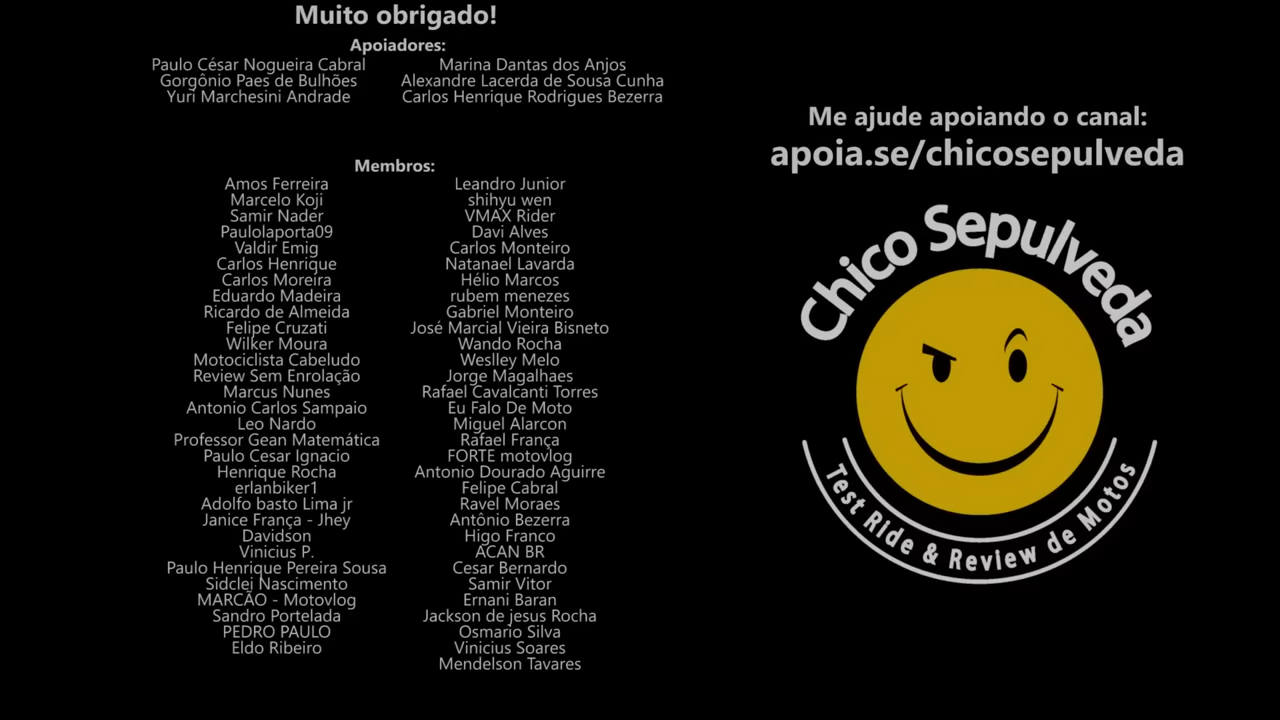 Muito obrigado!
Apoiadores:
Paulo César Nogueira Cabral
Gorgônio Paes de Bulhões
Yuri Marchesini Andrade
Marina Dantas dos Anjos
Alexandre Lacerda de Sousa Cunha
Carlos Henrique Rodrigues Bezerra
Membros:
Amos Ferreira
Marcelo Koji
Samir Nader
Paulolaporta09
Valdir Emig
Carlos Henrique
Carlos Moreira
Eduardo Madeira
Ricardo de Almeida
Felipe Cruzati
Wilker Moura
Motociclista Cabeludo
Review Sem Enrolação
Marcus Nunes
Antonio Carlos Sampaio
Leo Nardo
Professor Gean Matemática
Paulo Cesar Ignacio
Henrique Rocha
erlanbiker1
Adolfo basto Lima jr
Janice França - Jhey
Davidson
Vinicius P.
Paulo Henrique Pereira Sousa
Sidclei Nascimento
MARCÃO - Motovlog
Sandro Portelada
PEDRO PAULO
Eldo Ribeiro
Leandro Junior
shihyu wen
VMAX Rider
Davi Alves
Carlos Monteiro
Natanael Lavarda
Hélio Marcos
rubem menezes
Gabriel Monteiro
José Marcial Vieira Bisneto
Wando Rocha
Weslley Melo
Jorge Magalhaes
Rafael Cavalcanti Torres
Eu Falo De Moto
Miguel Alarcon
Rafael França
FORTE motovlog
Antonio Dourado Aguirre
Felipe Cabral
Ravel Moraes
Antônio Bezerra
Higo Franco
ACAN BR
Cesar Bernardo
Samir Vitor
Ernani Baran
Jackson de jesus Rocha
Osmario Silva
Vinicius Soares
Mendelson Tavares
Me ajude apoiando o canal:
apoia.se/chicosepulveda
Chico Sepulveda
Test Ride & Review de Motos